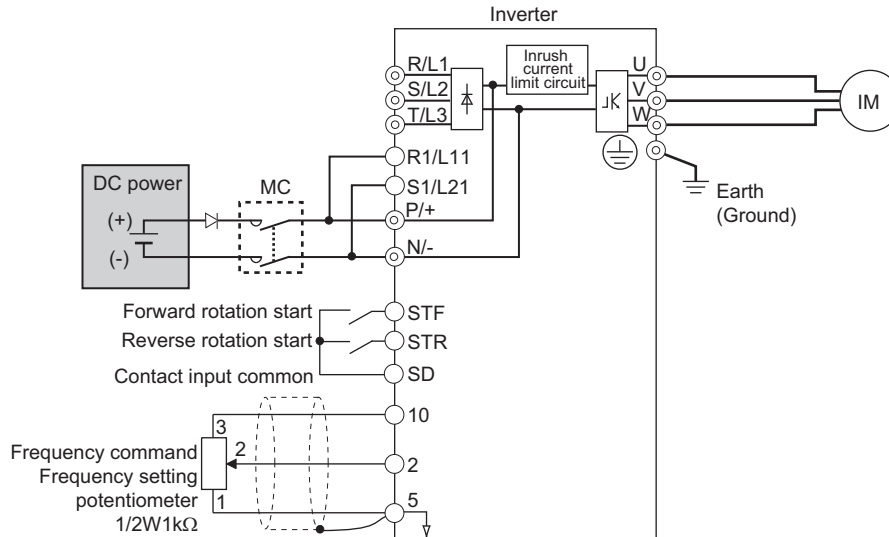 Inverter
R/L1
S/L2
T/L3
Inrush
current
limit circuit
U
V
W
IM
R1/L11
S1/L21
P/+
N/-
DC power
(+)
(-)
MC
Earth
(Ground)
Forward rotation start
STF
Reverse rotation start
STR
Contact input common
SD
3
10
Frequency command
2
2
Frequency setting
potentiometer
1
5
1/2W1kΩ